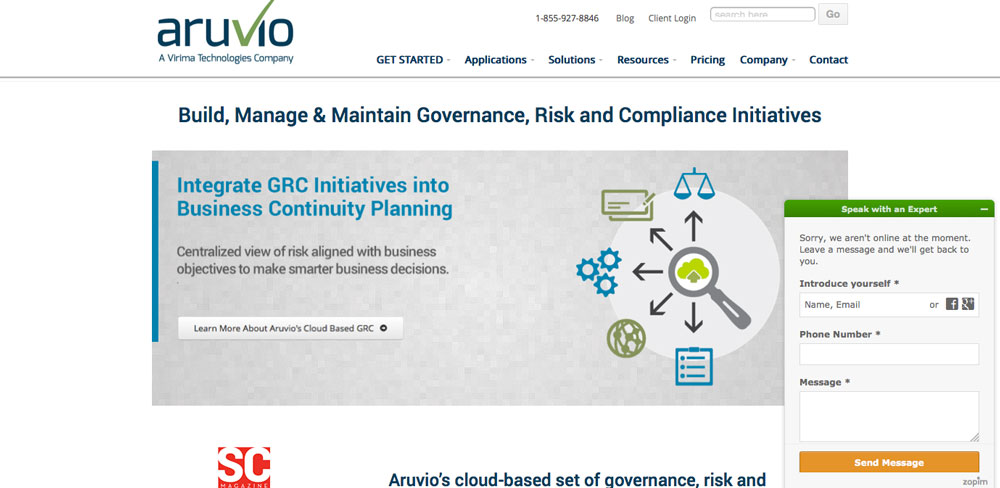 aruvio
A Virima Technologies Company
1-855-927-8846 Blog Client Login search here Go
GET STARTED Applications Solutions Resources Pricing Company Contact
Build, Manage & Maintain Governance, Risk and Compliance Initiatives
Integrate GRC Initiatives into
Business Continuity Planning
Centralized view of risk aligned with business
objectives to make smarter business decisions.
Learn More About Aruvio's Cloud Based GRC
Speak with an Expert
Sorry, we aren't online at the moment.
Leave a message and we'll get back to
you.
Introduce yourself *
Name, Email or
Phone Number *
Message *
Send Message
zopim
SC
MAGAZINE
Aruvio's cloud-based set of governance, risk and